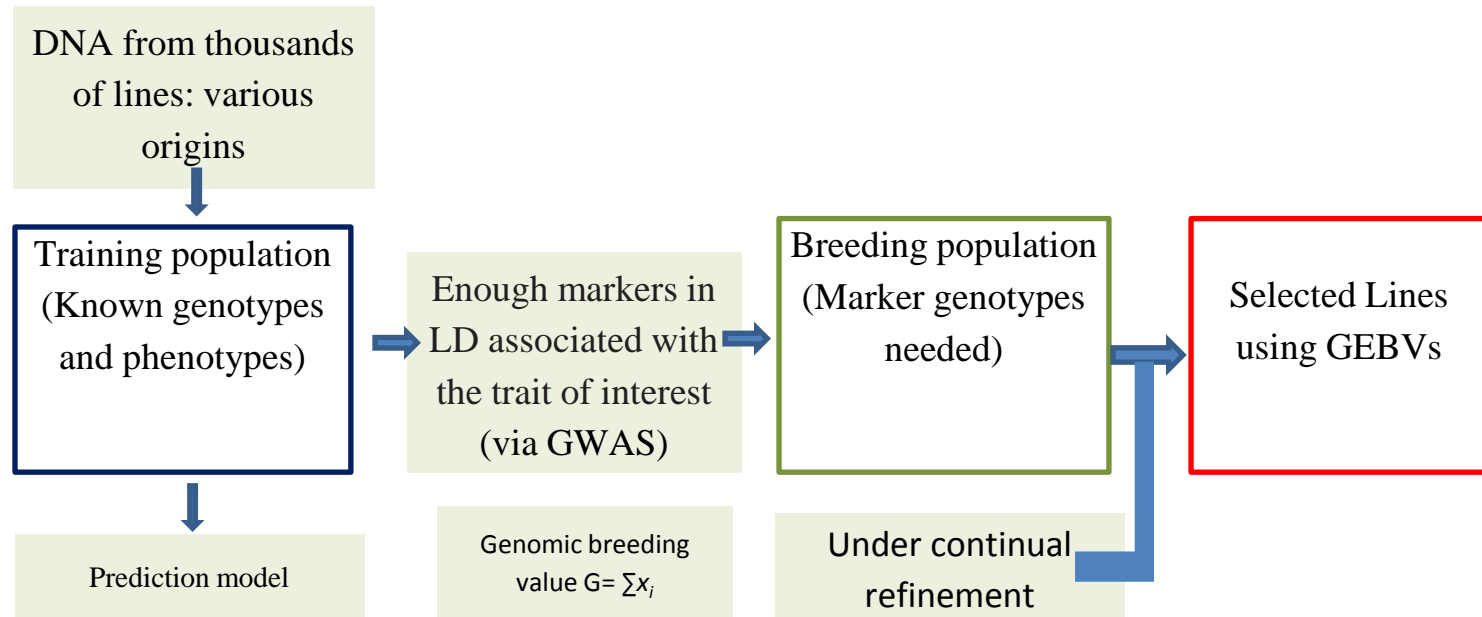 DNA from thousands
of lines: various
origins
Training population
(Known genotypes
and phenotypes)
Enough markers in
LD associated with
the trait of interest
(via GWAS)
Breeding population
(Marker genotypes
needed)
Selected Lines
using GEBVs
Prediction model
Genomic breeding
value G= ∑xᵢ
Under continual
refinement